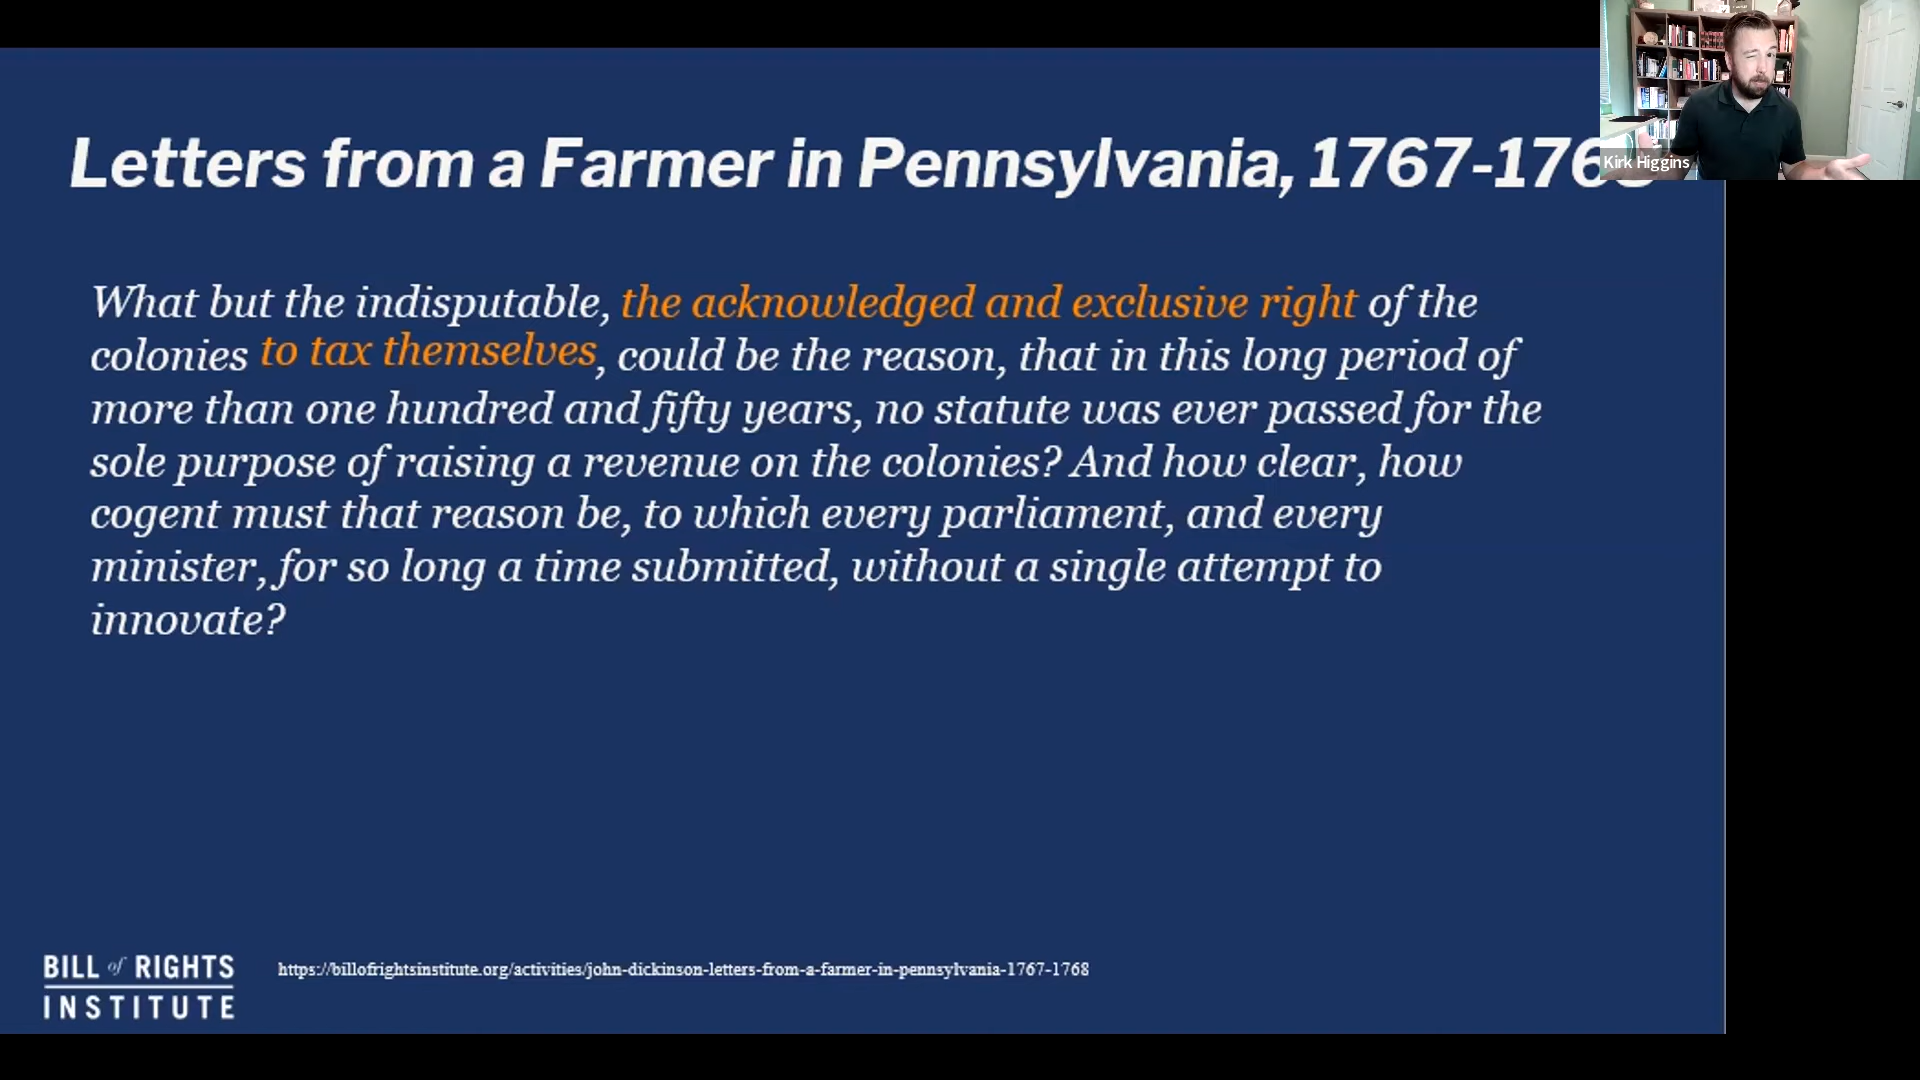 Letters from a Farmer in Pennsylvania, 1767-176
Kirk Higgins
What but the indisputable, the acknowledged and exclusive right of the
colonies to tax themselves, could be the reason, that in this long period of
more than one hundred and fifty years, no statute was ever passed for the
sole purpose of raising a revenue on the colonies? And how clear, how
cogent must that reason be, to which every parliament, and every
minister, for so long a time submitted, without a single attempt to
innovate?
BILL of RIGHTS
INSTITUTE
https://billofrightsinstitute.org/activities/john-dickinson-letters-from-a-farmer-in-pennsylvania-1767-1768